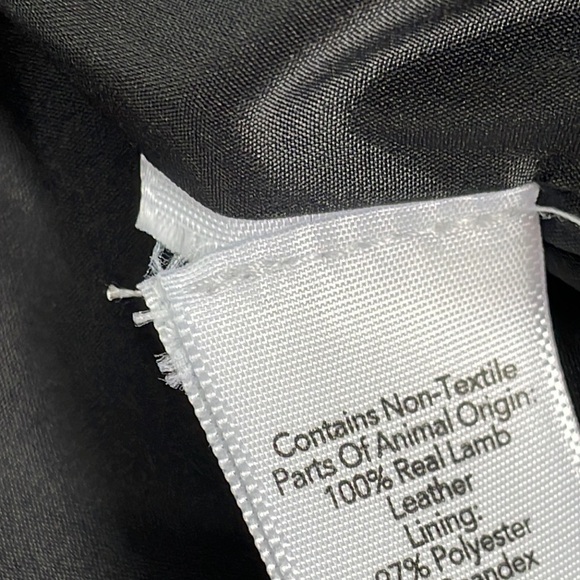 Contains Non-Textile
Parts Of Animal Origin:
100% Real Lamb
Leather
Lining:
97% Polyester